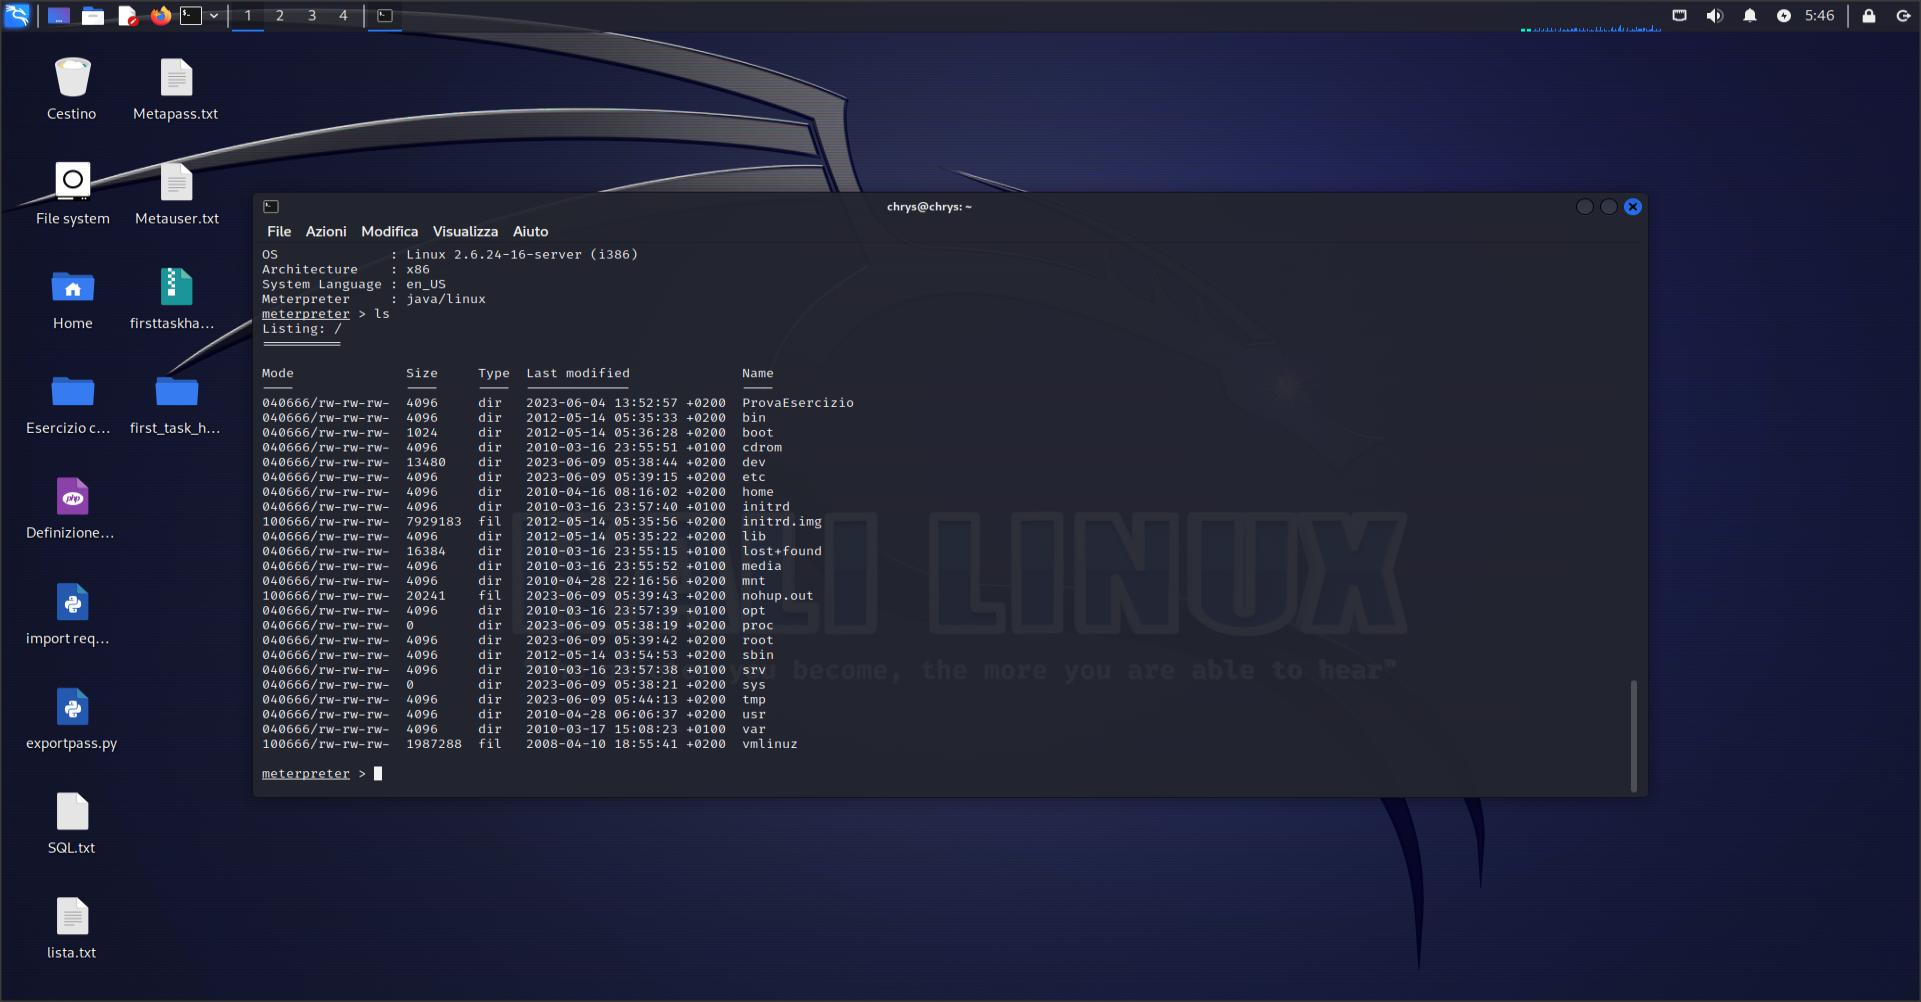 1 2 3 4
5:46
Cestino
Metapass.txt
File system
Metauser.txt
Home
firsttaskha...
Esercizio c...
first_task_h...
php
Definizione...
import req...
exportpass.py
SQL.txt
lista.txt
chrys@chrys: ~
File Azioni Modifica Visualizza Aiuto
OS : Linux 2.6.24-16-server (i386)
Architecture : x86
System Language : en_US
Meterpreter : java/linux
meterpreter > ls
Listing: /
Mode Size Type Last modified Name
040666/rw-rw-rw- 4096 dir 2023-06-04 13:52:57 +0200 ProvaEsercizio
040666/rw-rw-rw- 4096 dir 2012-05-14 05:35:33 +0200 bin
040666/rw-rw-rw- 1024 dir 2012-05-14 05:36:28 +0200 boot
040666/rw-rw-rw- 4096 dir 2010-03-16 23:55:51 +0100 cdrom
040666/rw-rw-rw- 13480 dir 2023-06-09 05:38:44 +0200 dev
040666/rw-rw-rw- 4096 dir 2023-06-09 05:39:15 +0200 etc
040666/rw-rw-rw- 4096 dir 2010-04-16 08:16:02 +0200 home
040666/rw-rw-rw- 4096 dir 2010-03-16 23:57:40 +0100 initrd
100666/rw-rw-rw- 7929183 fil 2012-05-14 05:35:56 +0200 initrd.img
040666/rw-rw-rw- 4096 dir 2012-05-14 05:35:22 +0200 lib
040666/rw-rw-rw- 16384 dir 2010-03-16 23:55:15 +0100 lost+found
040666/rw-rw-rw- 4096 dir 2010-03-16 23:55:52 +0100 media
040666/rw-rw-rw- 4096 dir 2010-04-28 22:16:56 +0200 mnt
100666/rw-rw-rw- 20241 fil 2023-06-09 05:39:43 +0200 nohup.out
040666/rw-rw-rw- 4096 dir 2010-03-16 23:57:39 +0100 opt
040666/rw-rw-rw- 0 dir 2023-06-09 05:38:19 +0200 proc
040666/rw-rw-rw- 4096 dir 2023-06-09 05:39:42 +0200 root
040666/rw-rw-rw- 4096 dir 2012-05-14 03:54:53 +0200 sbin
040666/rw-rw-rw- 4096 dir 2010-03-16 23:57:38 +0100 srv
040666/rw-rw-rw- 0 dir 2023-06-09 05:38:21 +0200 sys
040666/rw-rw-rw- 4096 dir 2023-06-09 05:44:13 +0200 tmp
040666/rw-rw-rw- 4096 dir 2010-04-28 06:06:37 +0200 usr
040666/rw-rw-rw- 4096 dir 2010-03-17 15:08:23 +0100 var
100666/rw-rw-rw- 1987288 fil 2008-04-10 18:55:41 +0200 vmlinuz
meterpreter >
KALI LINUX
you become, the more you are able to hear"